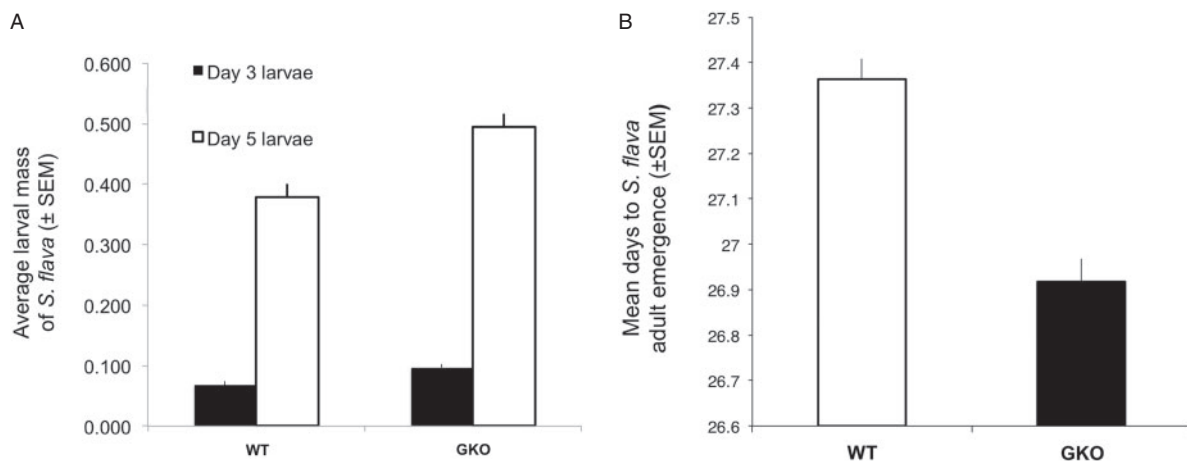 A
Average larval mass
of S. flava (± SEM)
0.600
0.500
0.400
0.300
0.200
0.100
0.000
Day 3 larvae
Day 5 larvae
WT
GKO
B
Mean days to S. flava
adult emergence (±SEM)
27.5
27.4
27.3
27.2
27.1
27
26.9
26.8
26.7
26.6
WT
GKO